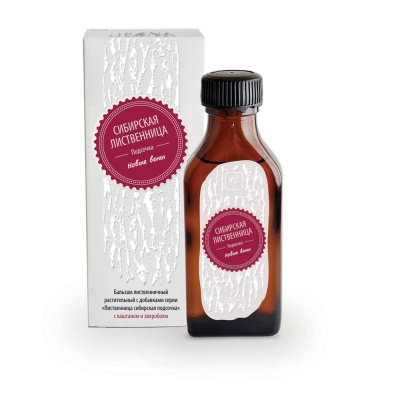 СИБИРСКАЯ
ЛИСТВЕННИЦА
Подсочка
новые вены
Бальзам лиственничный
растительный с добавками серии
«Лиственница сибирская подсочка»
с каштаном и зверобоем
СИБИРСКАЯ
ЛИСТВЕННИЦА
Подсочка
новые вены